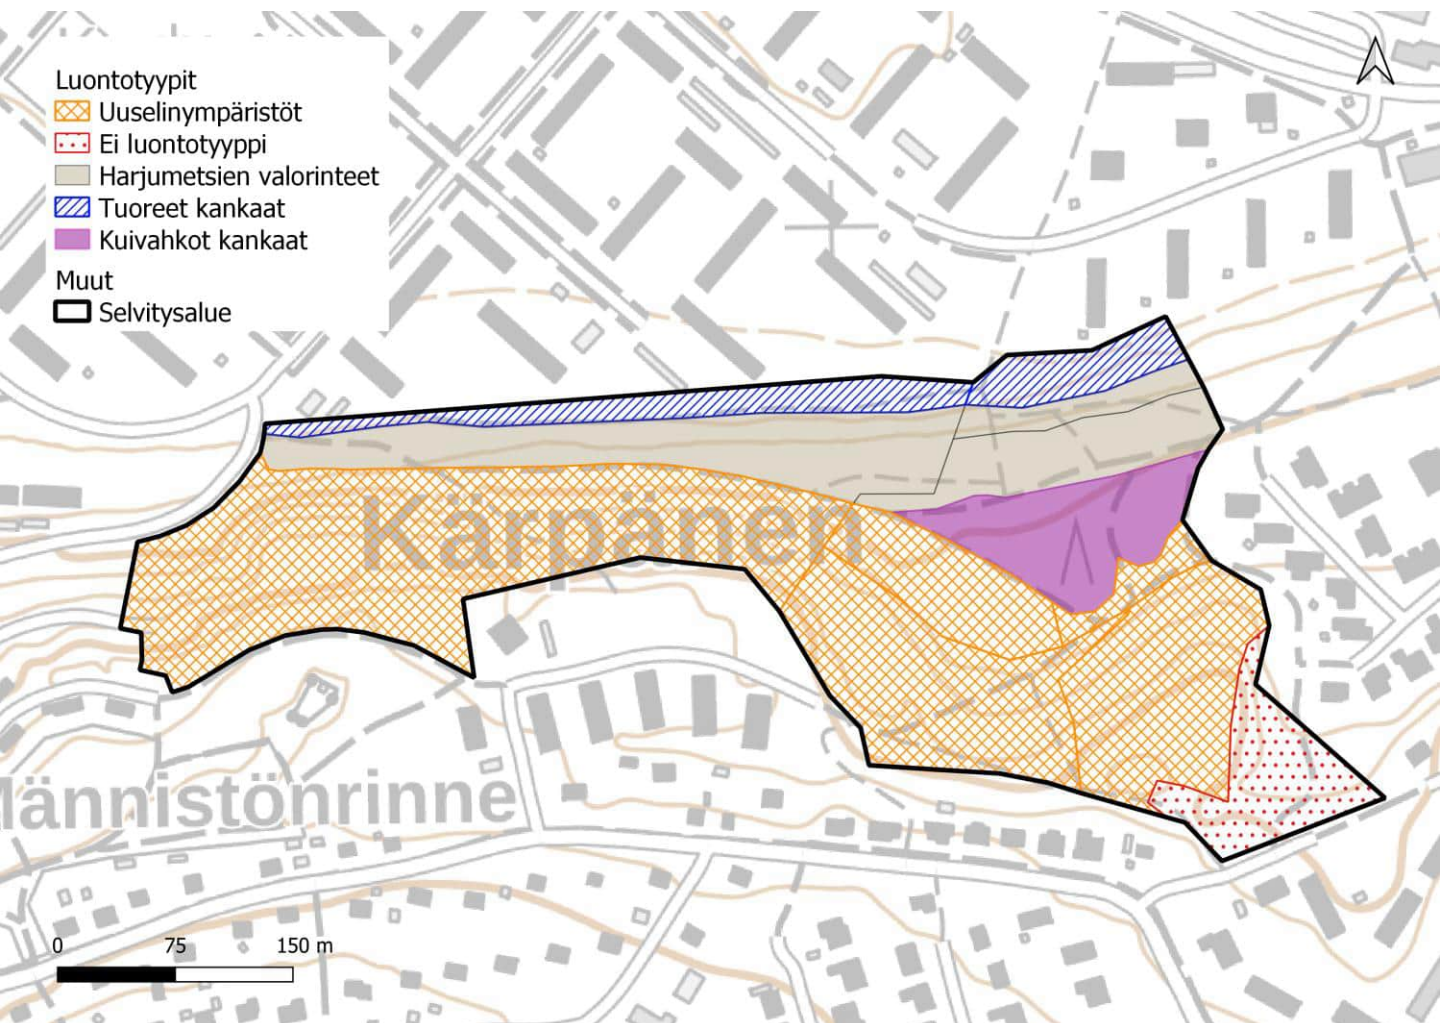 Luontotyypit
Uuselinympäristöt
Ei luontotyyppi
Harjumetsien valorinteet
Tuoreet kankaat
Kuivahkot kankaat
Muut
Selvitysalue
Kärpänen
Männistönrinne
0 75 150 m